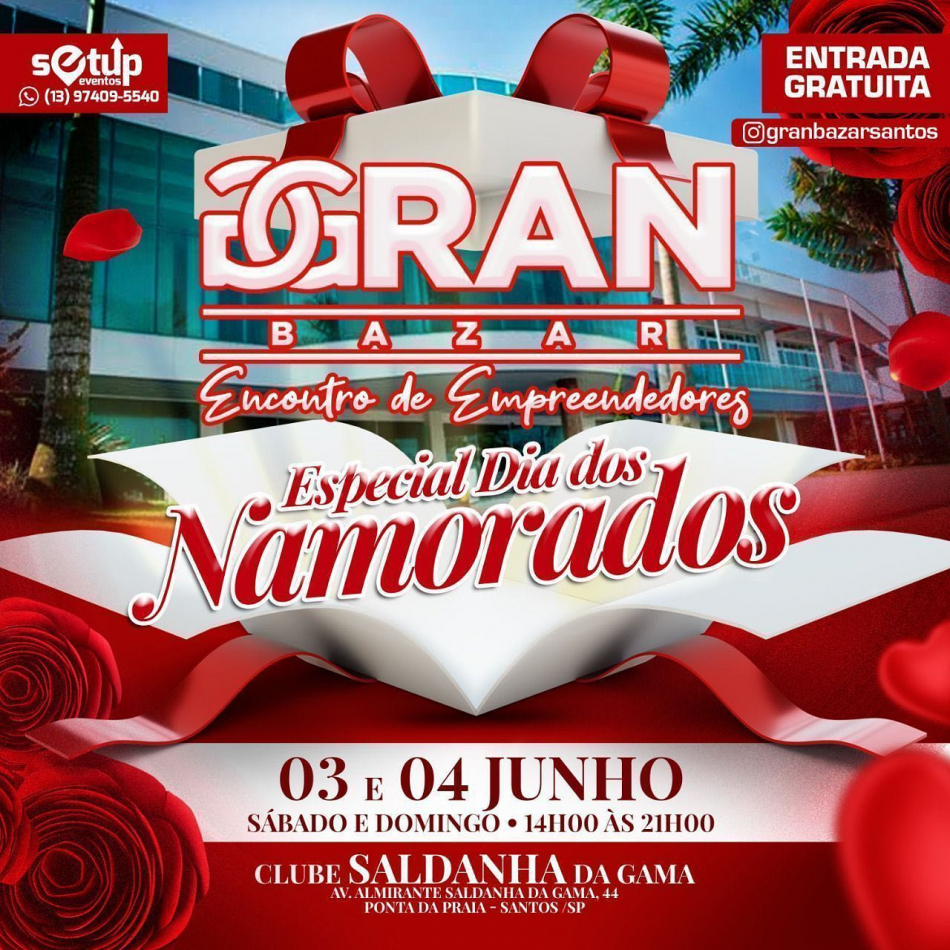 setup
eventos
(13) 97409-5540
ENTRADA
GRATUITA
granbazarsantos
GRAN
BAZAR
Encontro de Empreendedores
Especial Dia dos
Namorados
03 E 04 JUNHO
SÁBADO E DOMINGO • 14H00 ÀS 21H00
CLUBE SALDANHA DA GAMA
AV. ALMIRANTE SALDANHA DA GAMA, 44
PONTA DA PRAIA - SANTOS /SP